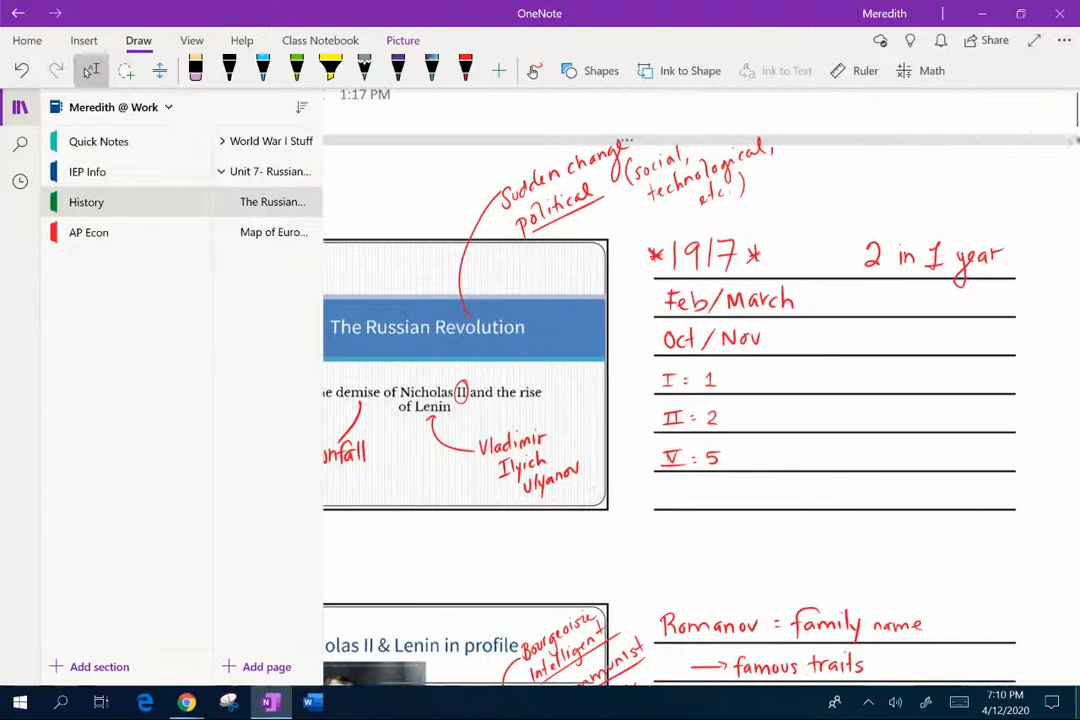 OneNote
Meredith
Home
Insert
Draw
View
Help
Class Notebook
Picture
Share
Shapes
Ink to Shape
Ink to Text
Ruler
Math
Meredith @ Work
Quick Notes
IEP Info
History
AP Econ
World War I Stuff
Unit 7- Russian...
The Russian...
Map of Euro...
Add section
Add page
1:17 PM
Sudden change (social,
political technological,
etc.)
The Russian Revolution
e demise of Nicholas II and the rise
of Lenin
nfall
Vladimir
Ilyich
Ulyanov
*1917* 2 in 1 year
Feb/March
Oct/Nov
I = 1
II = 2
V = 5
olas II & Lenin in profile
Bourgeoisie
Intelligent
mmunist
Romanov = family name
→ famous traits
7:10 PM
4/12/2020